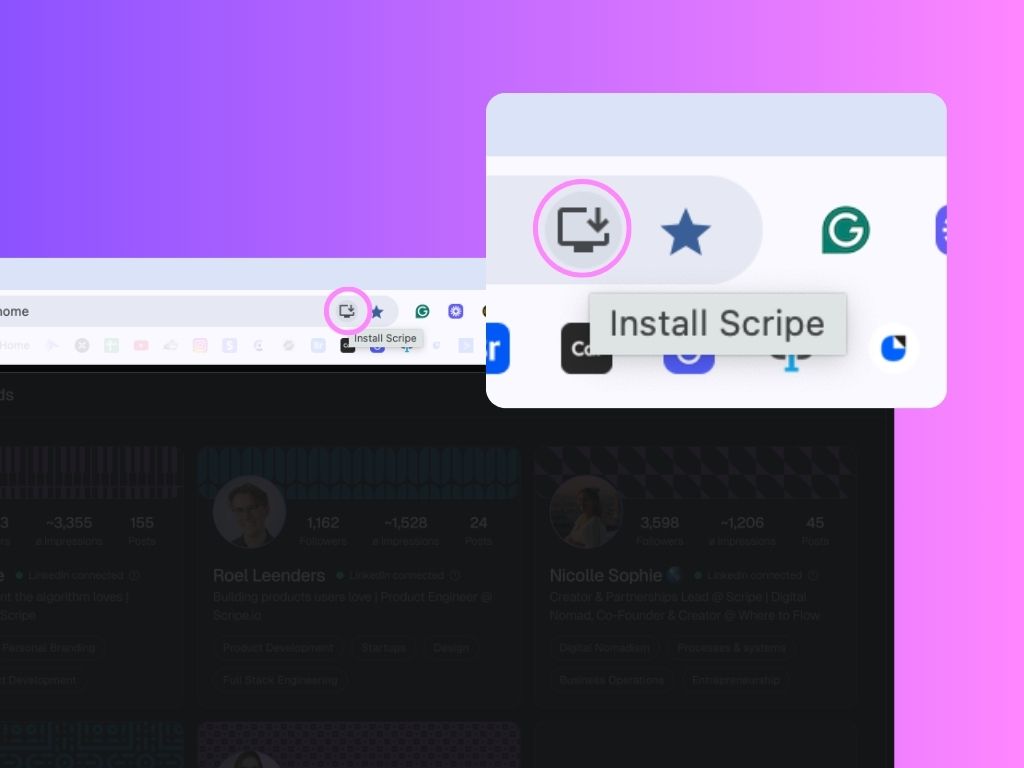 Install Scripe
home
Install Scripe
Home
ds
3 ~3,355 155
ø Impressions Posts
LinkedIn connected
nt the algorithm loves |
Scripe
Personal Branding
t Development
1,162 ~1,528 24
Followers ø Impressions Posts
Roel Leenders LinkedIn connected
Building products users love | Product Engineer @
Scripe.io
Product Development Startups Design
Full Stack Engineering
3,598 ~1,206 45
Followers ø Impressions Posts
Nicolle Sophie LinkedIn connected
Creator & Partnerships Lead @ Scripe | Digital
Nomad, Co-Founder & Creator @ Where to Flow
Digital Nomadism Processes & systems
Business Operations Entrepreneurship